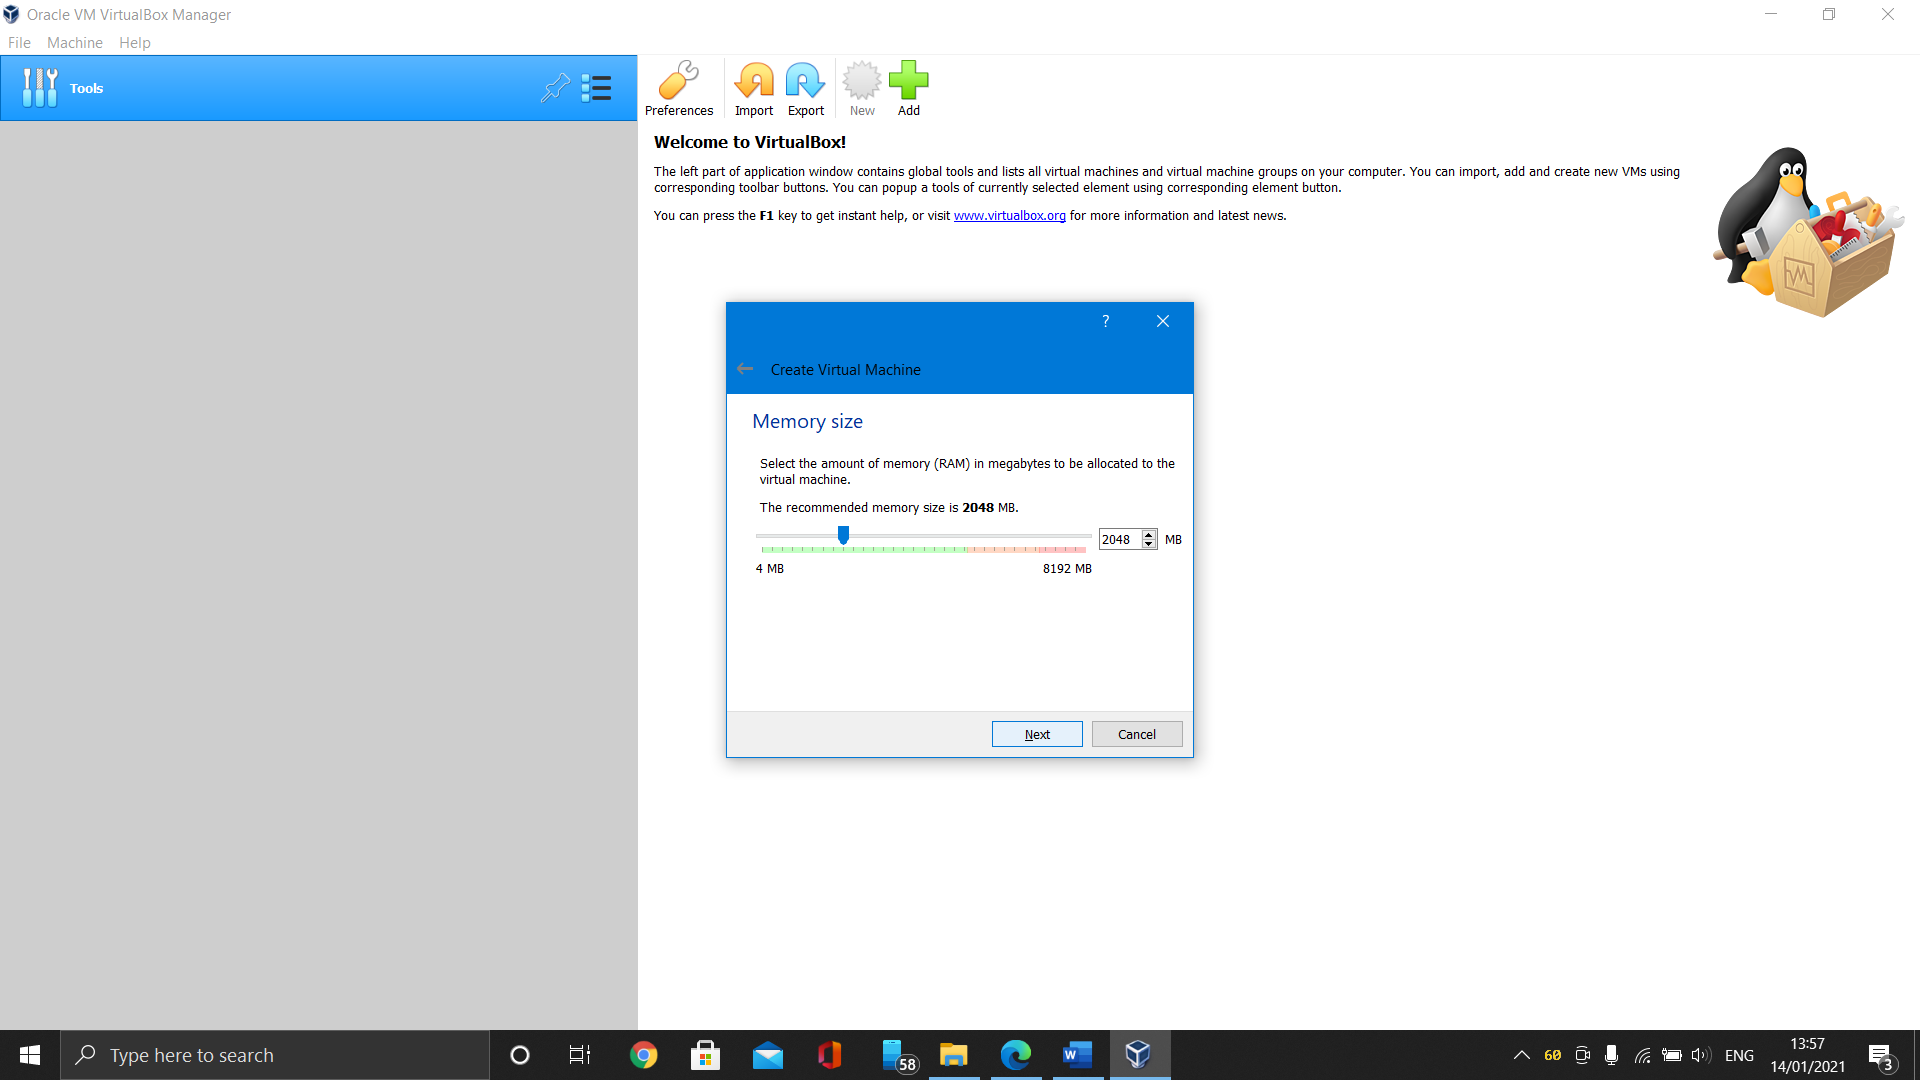 Oracle VM VirtualBox Manager
File Machine Help
Tools
Preferences Import Export New Add
Welcome to VirtualBox!
The left part of application window contains global tools and lists all virtual machines and virtual machine groups on your computer. You can import, add and create new VMs using
corresponding toolbar buttons. You can popup a tools of currently selected element using corresponding element button.
You can press the F1 key to get instant help, or visit www.virtualbox.org for more information and latest news.
?
Create Virtual Machine
Memory size
Select the amount of memory (RAM) in megabytes to be allocated to the
virtual machine.
The recommended memory size is 2048 MB.
2048 MB
4 MB 8192 MB
Next Cancel
Type here to search
58
60
ENG
13:57
14/01/2021
3